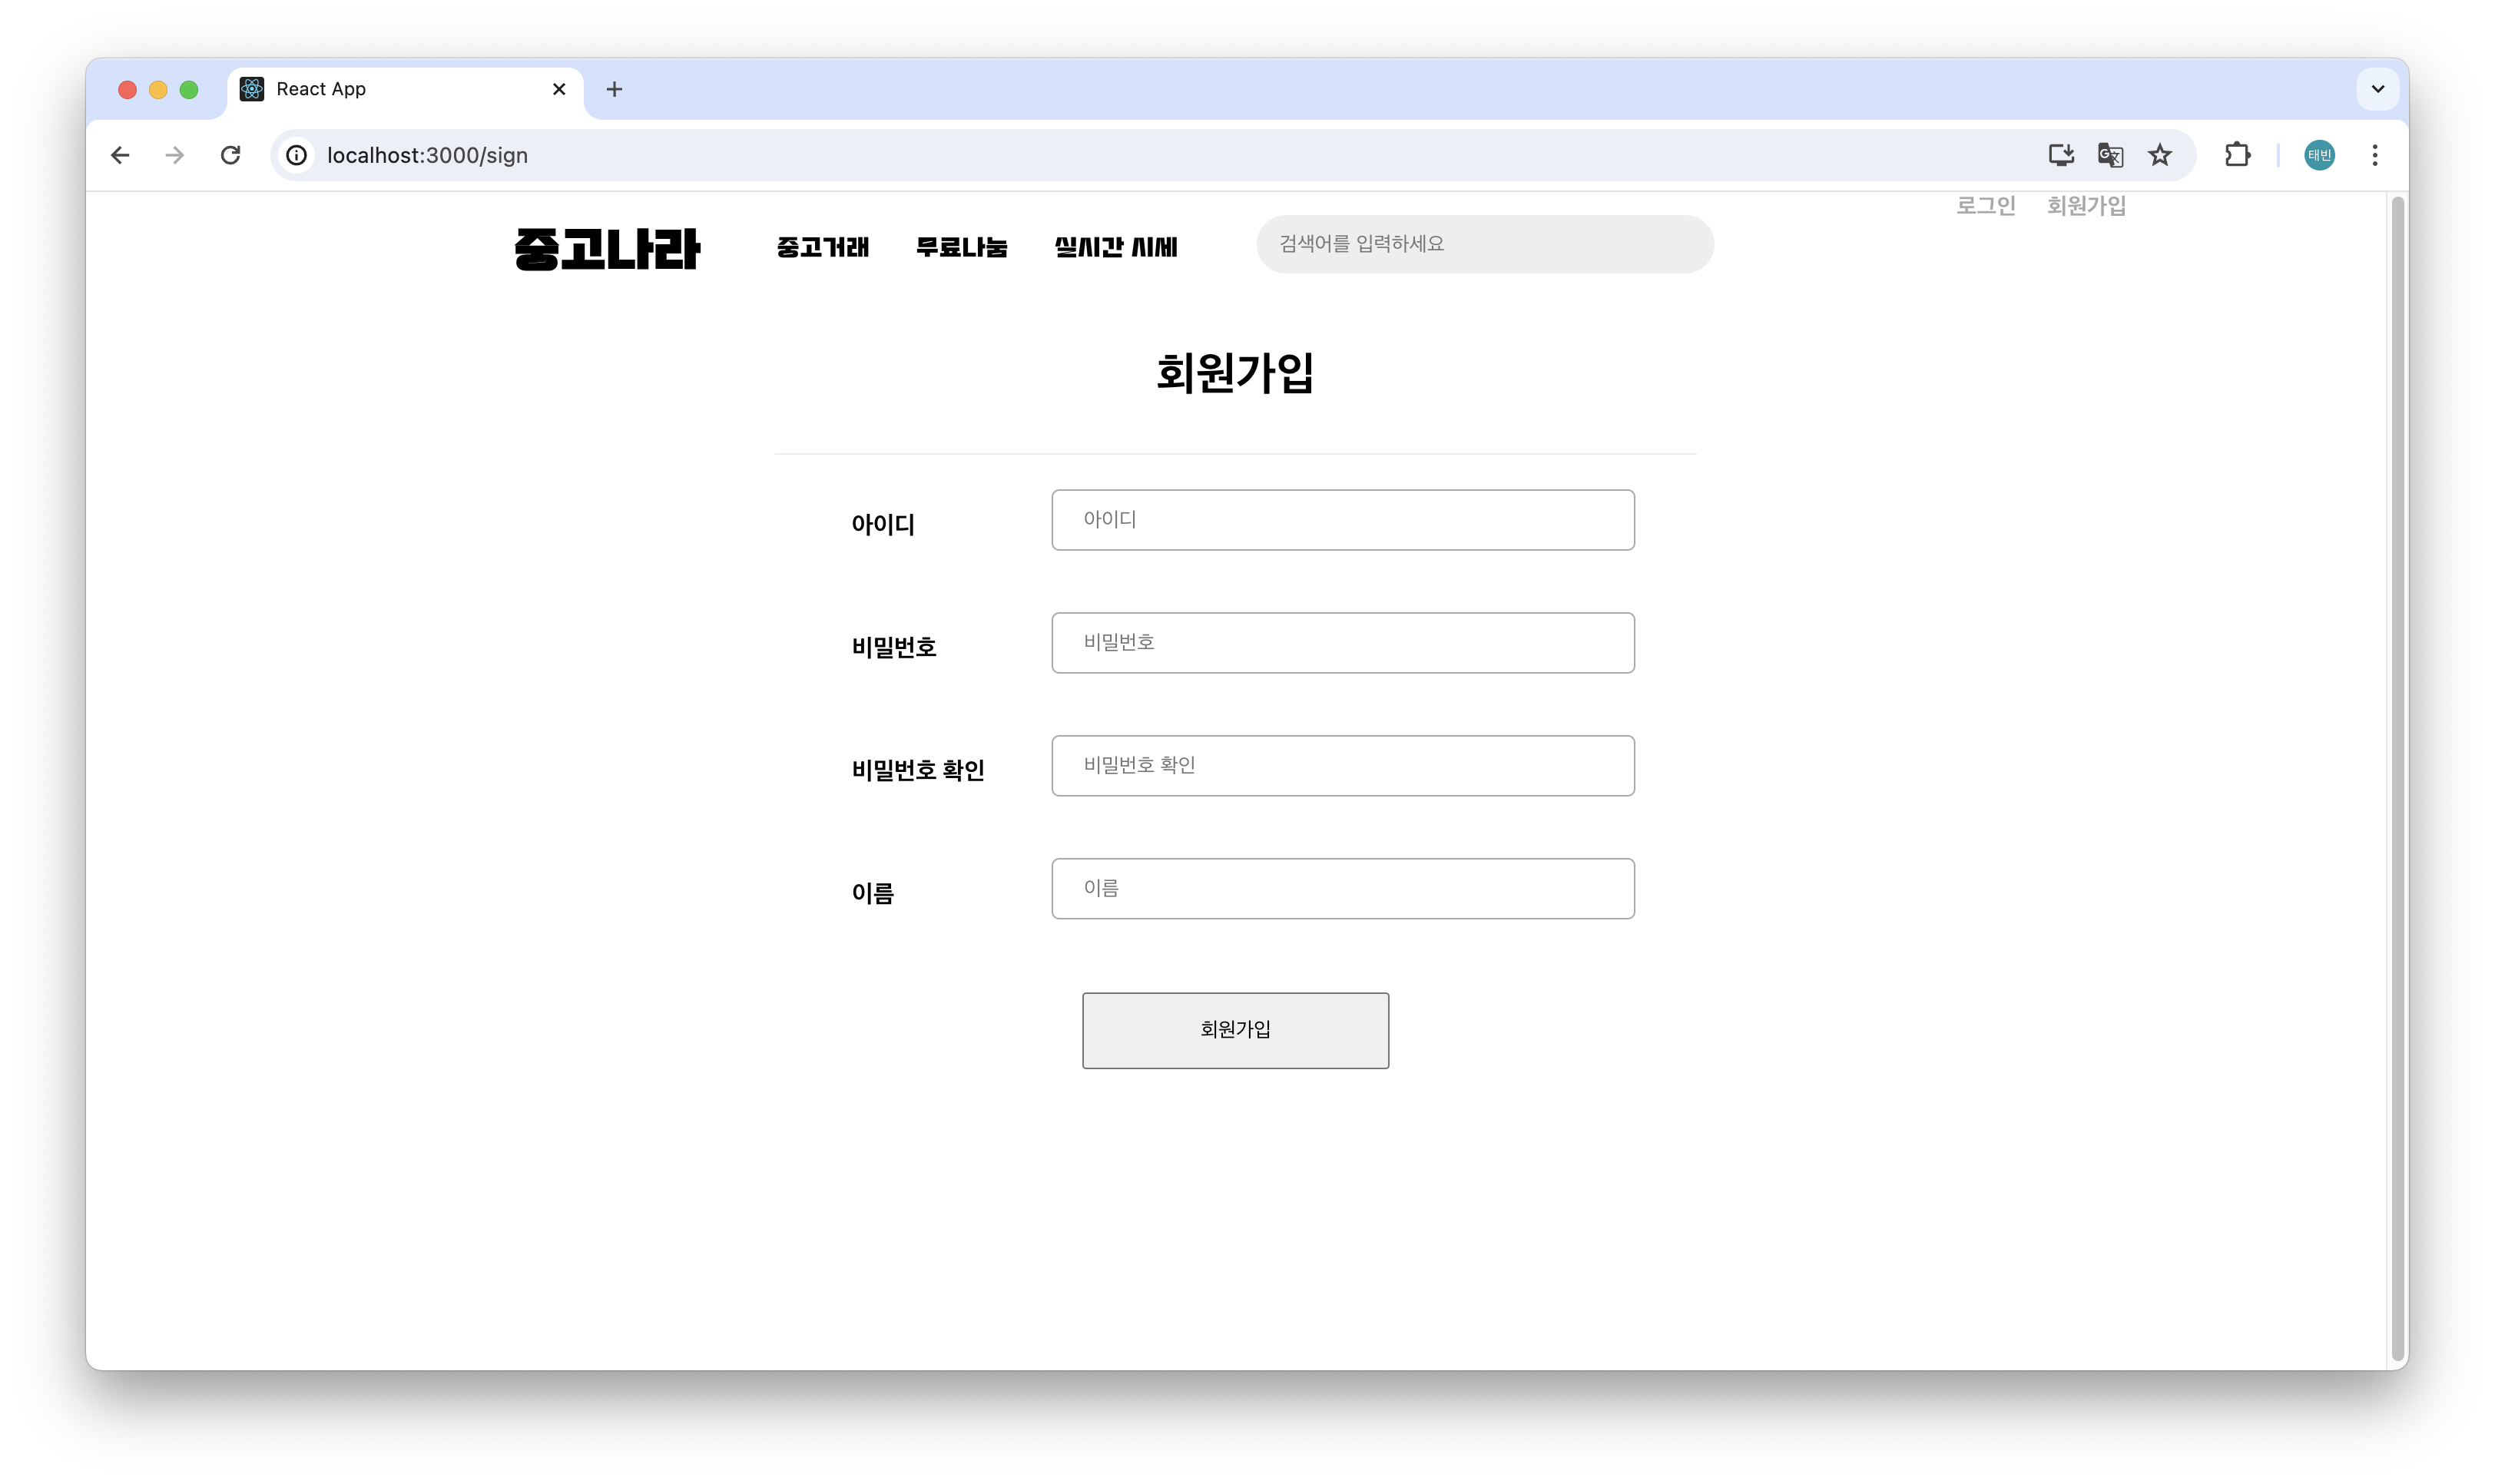 React App
localhost:3000/sign
태빈
로그인 회원가입
중고나라 중고거래 무료나눔 실시간 시세 검색어를 입력하세요
회원가입
아이디 아이디
비밀번호 비밀번호
비밀번호 확인 비밀번호 확인
이름 이름
회원가입